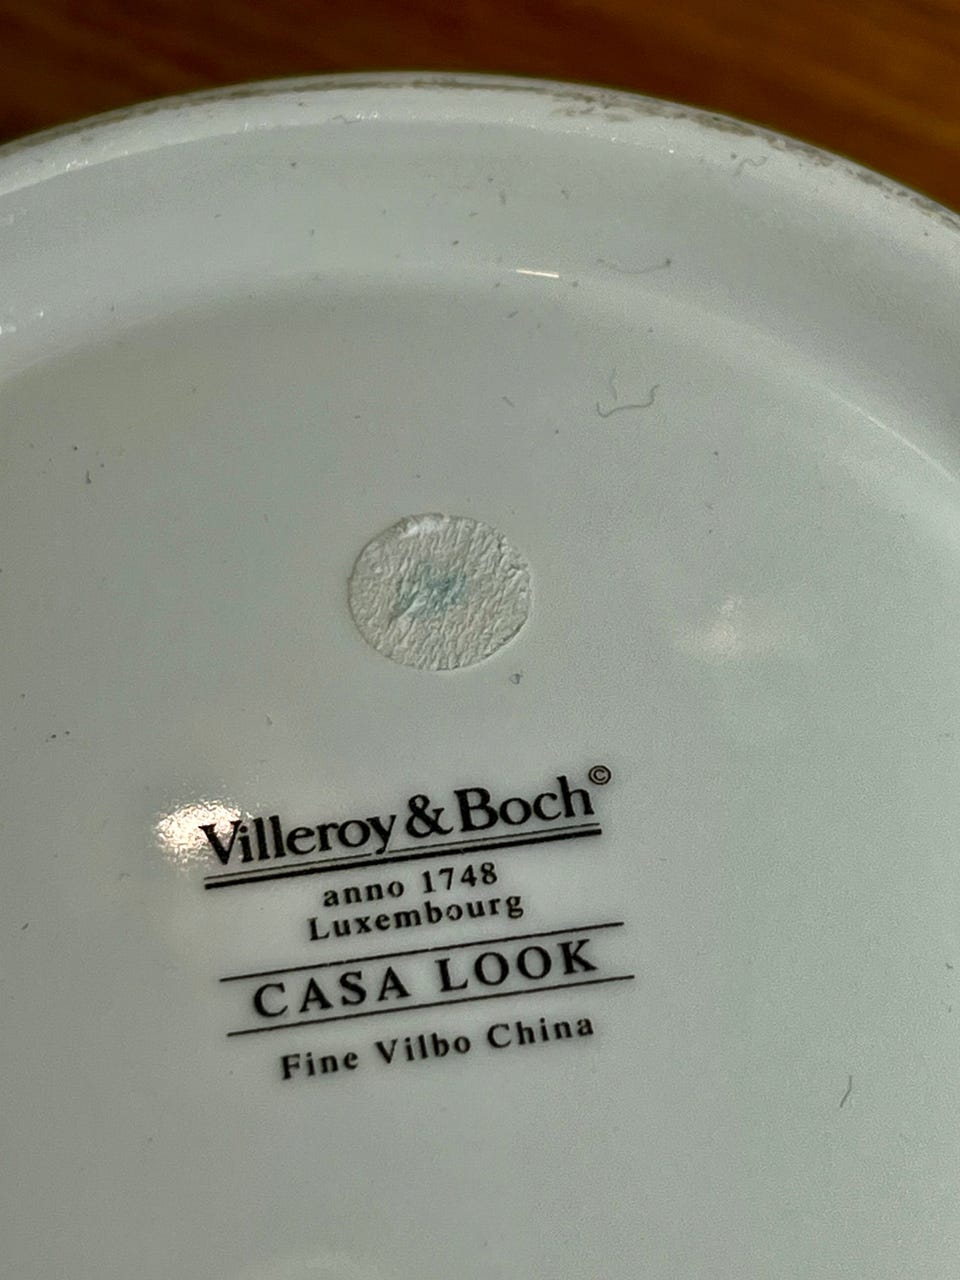 Villeroy & Boch©
anno 1748
Luxembourg
CASA LOOK
Fine Vilbo China